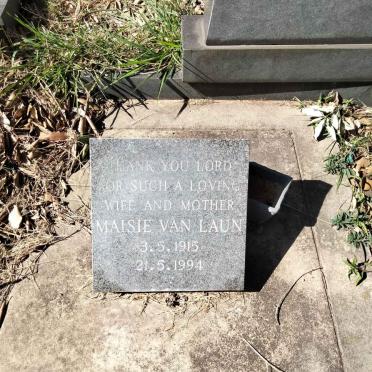 THANK YOU LORD
FOR SUCH A LOVING
WIFE AND MOTHER
MAISIE VAN LAUN
3.5.1915
21.5.1994